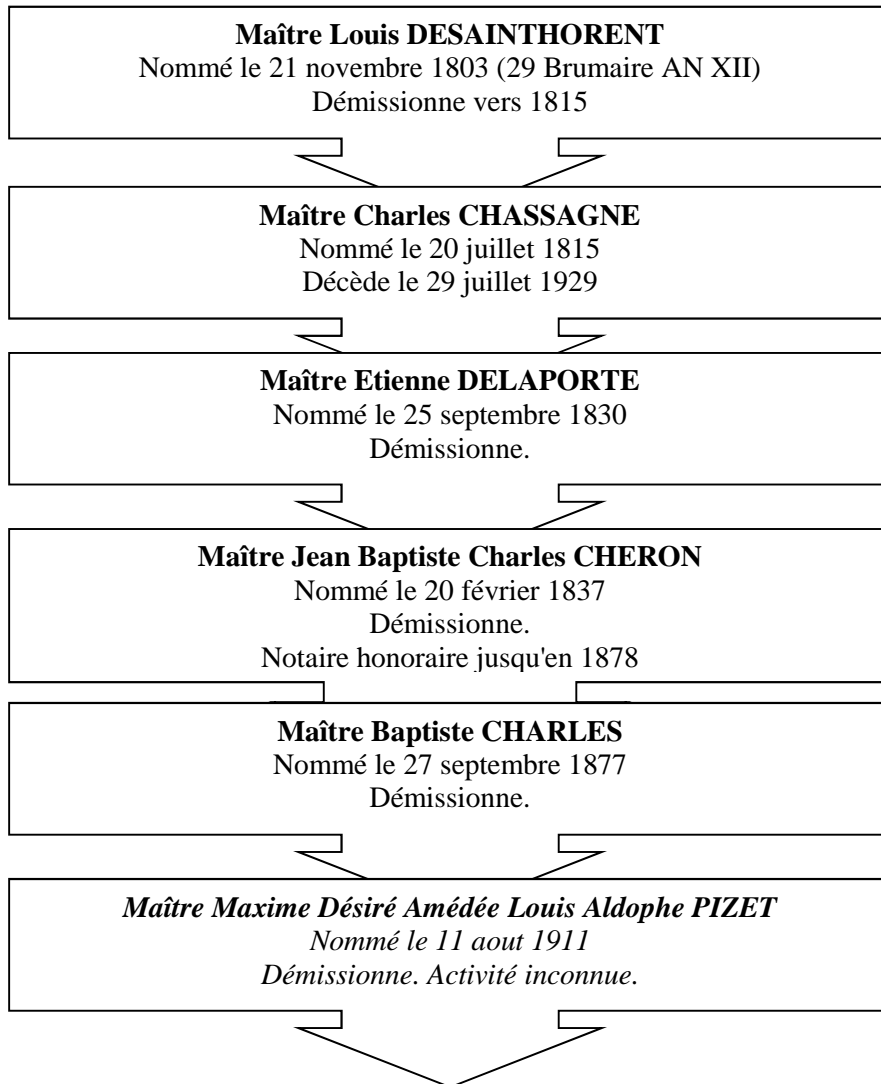 Maître Louis DESAINTHORENT
Nommé le 21 novembre 1803 (29 Brumaire AN XII)
Démissionne vers 1815
Maître Charles CHASSAGNE
Nommé le 20 juillet 1815
Décède le 29 juillet 1929
Maître Etienne DELAPORTE
Nommé le 25 septembre 1830
Démissionne.
Maître Jean Baptiste Charles CHERON
Nommé le 20 février 1837
Démissionne.
Notaire honoraire jusqu'en 1878
Maître Baptiste CHARLES
Nommé le 27 septembre 1877
Démissionne.
Maître Maxime Désiré Amédée Louis Aldophe PIZET
Nommé le 11 aout 1911
Démissionne. Activité inconnue.